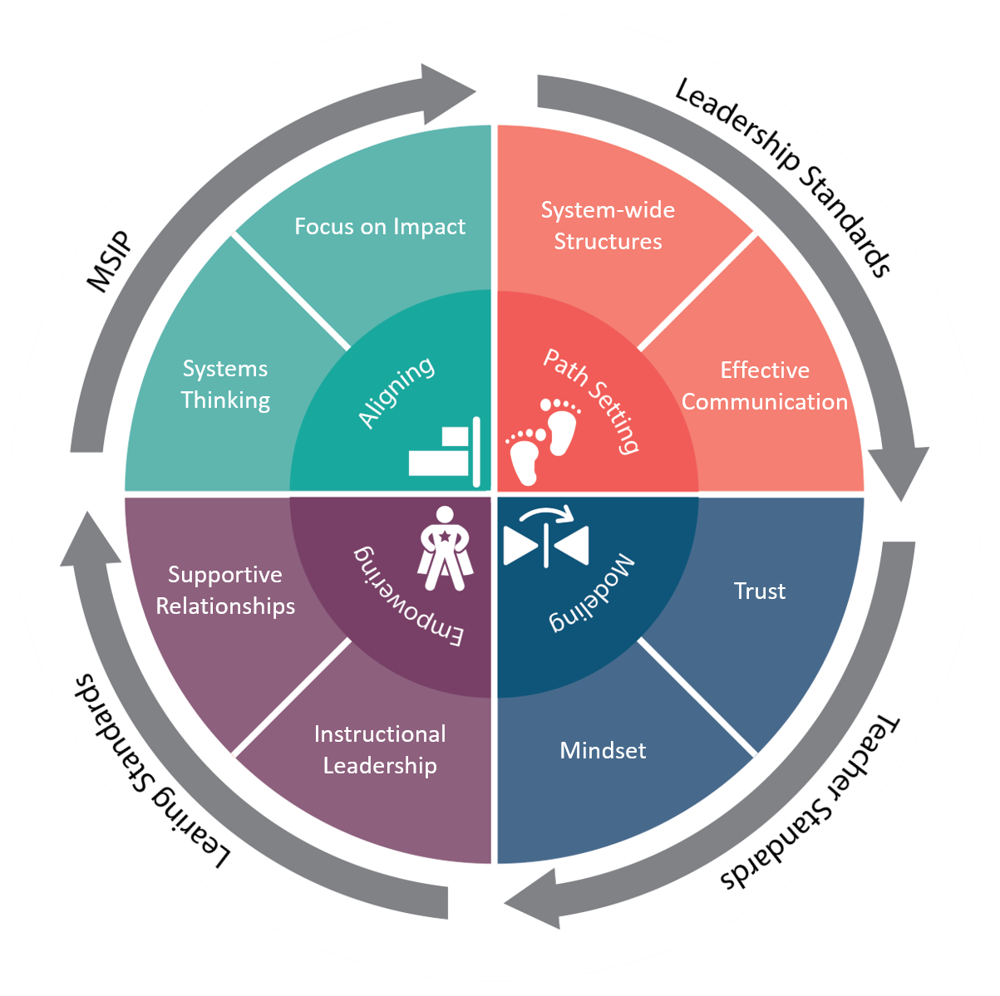 Leadership Standards
MSIP
Focus on Impact
System-wide
Structures
Systems
Thinking
Effective
Communication
Aligning
Path Setting
Empowering
Modeling
Supportive
Relationships
Trust
Instructional
Leadership
Mindset
Learing Standards
Teacher Standards